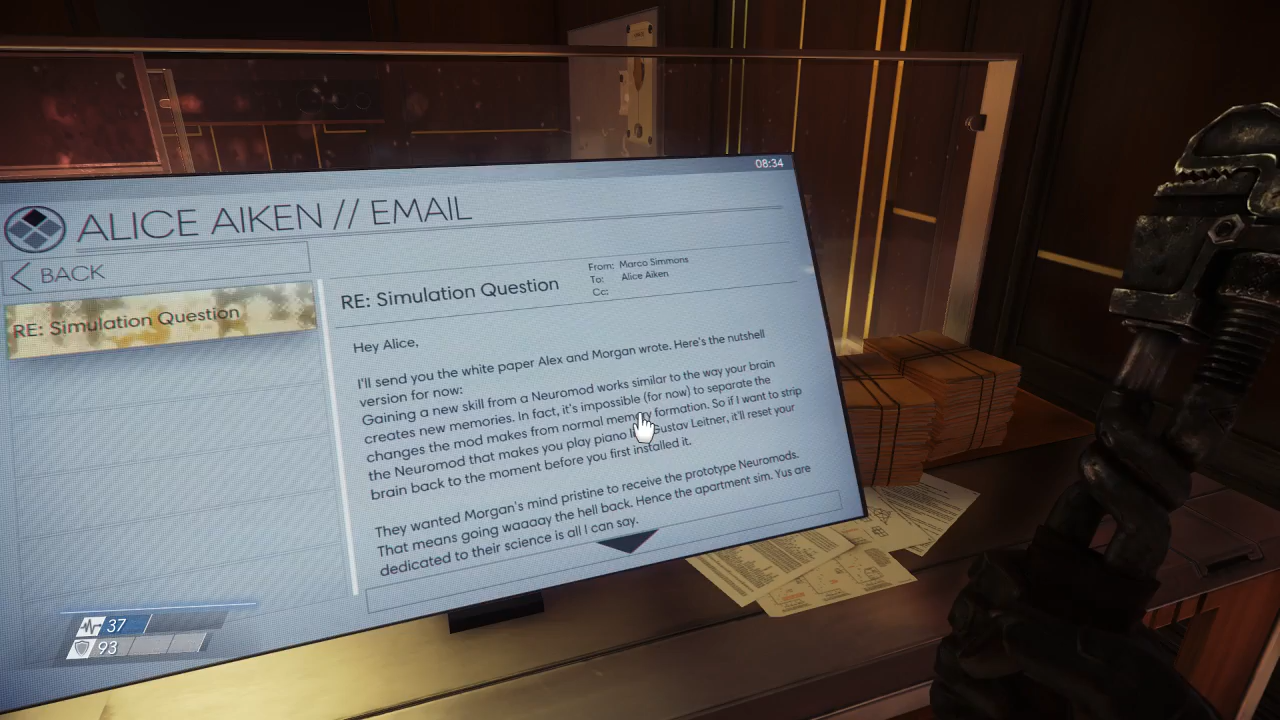 08:34
ALICE AIKEN // EMAIL
BACK
RE: Simulation Question
RE: Simulation Question
From: Marco Simmons
To: Alice Aiken
Cc:
Hey Alice,
I'll send you the white paper Alex and Morgan wrote. Here's the nutshell
version for now:
Gaining a new skill from a Neuromod works similar to the way your brain
creates new memories. In fact, it's impossible (for now) to separate the
changes the mod makes from normal memory formation. So if I want to strip
the Neuromod that makes you play piano Gustav Leitner, it'll reset your
brain back to the moment before you first installed it.
They wanted Morgan's mind pristine to receive the prototype Neuromods.
That means going waaaay the hell back. Hence the apartment sim. Yus are
dedicated to their science is all I can say.
37
93